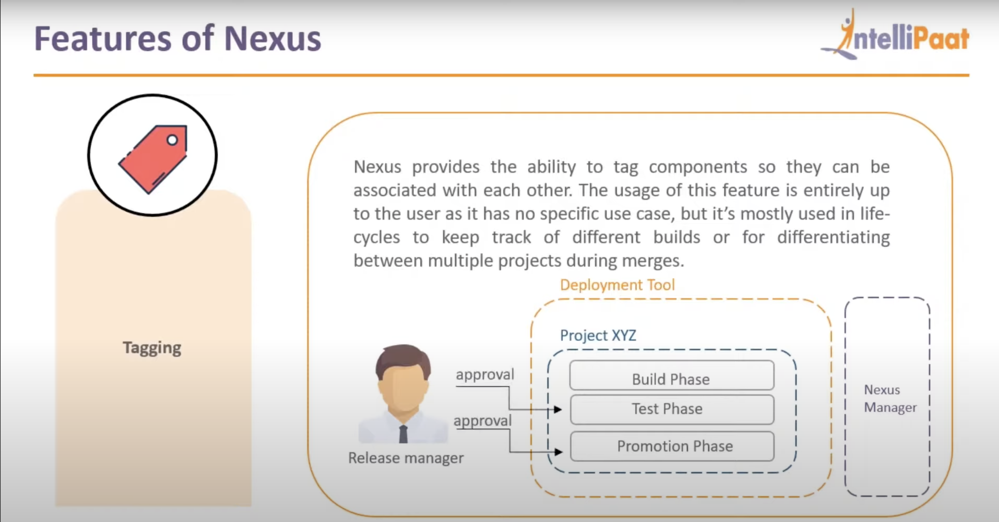 Features of Nexus
IntelliPaat
Nexus provides the ability to tag components so they can be
associated with each other. The usage of this feature is entirely up
to the user as it has no specific use case, but it's mostly used in life-
cycles to keep track of different builds or for differentiating
between multiple projects during merges.
Tagging
Deployment Tool
Project XYZ
approval
approval
Release manager
Build Phase
Test Phase
Promotion Phase
Nexus
Manager